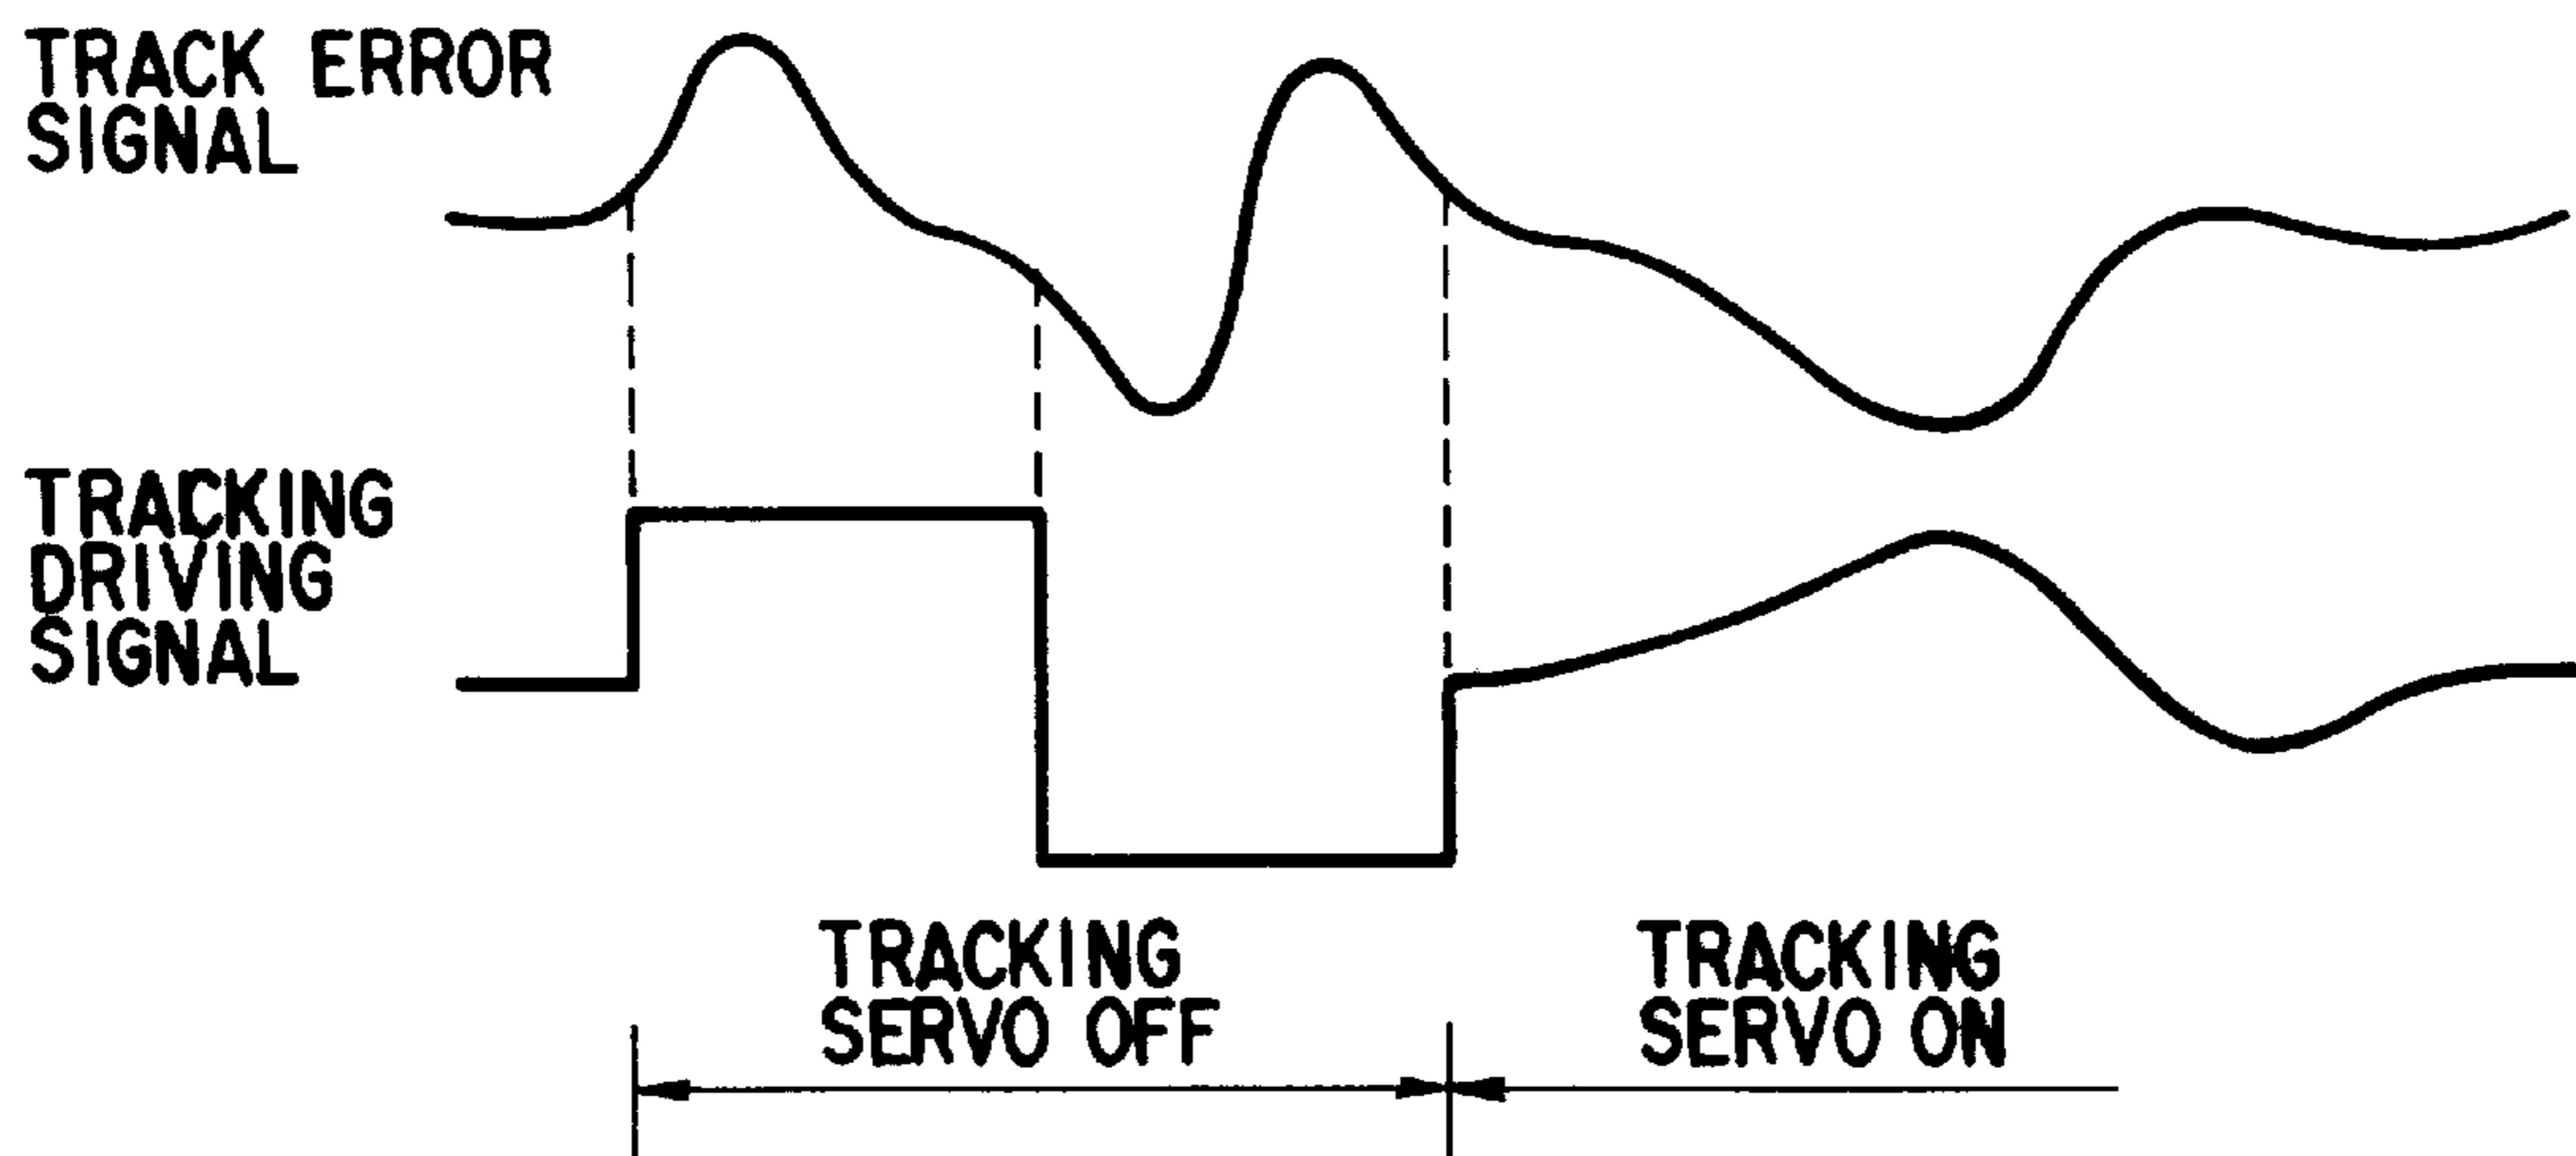 TRACK ERROR
SIGNAL
TRACKING
DRIVING
SIGNAL
TRACKING
SERVO OFF
TRACKING
SERVO ON